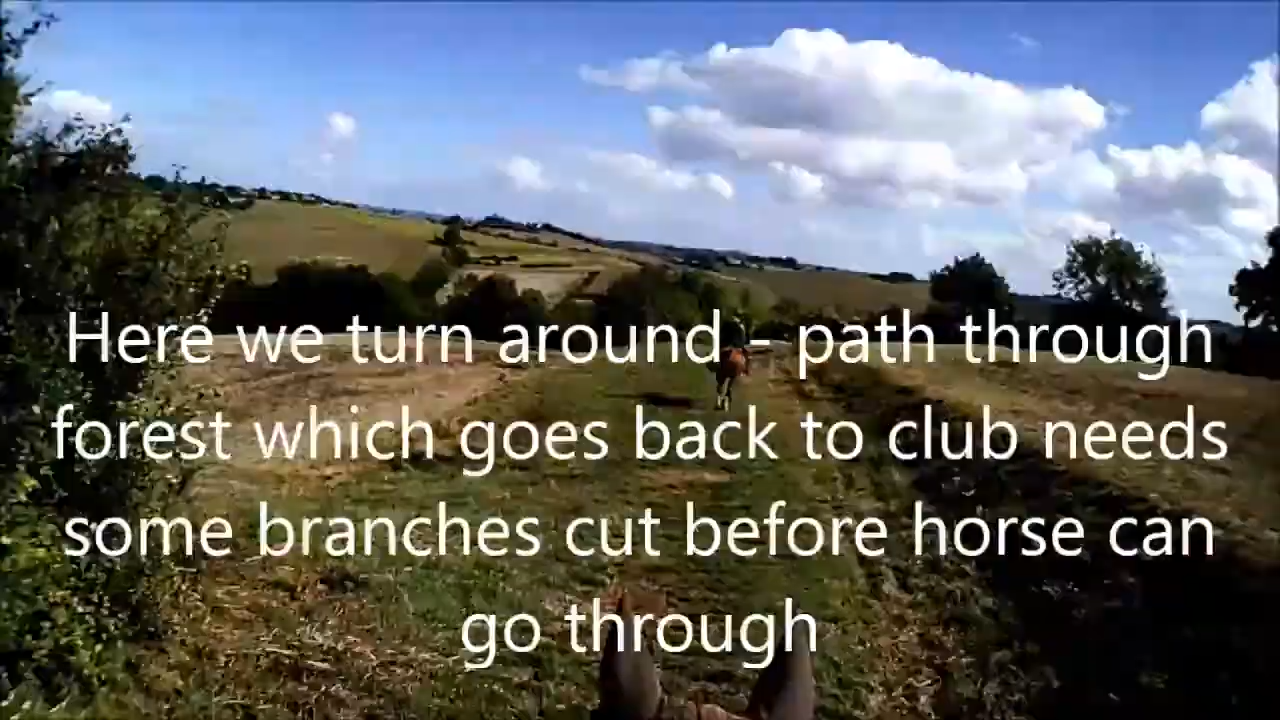 Here we turn around - path through
forest which goes back to club needs
some branches cut before horse can
go through